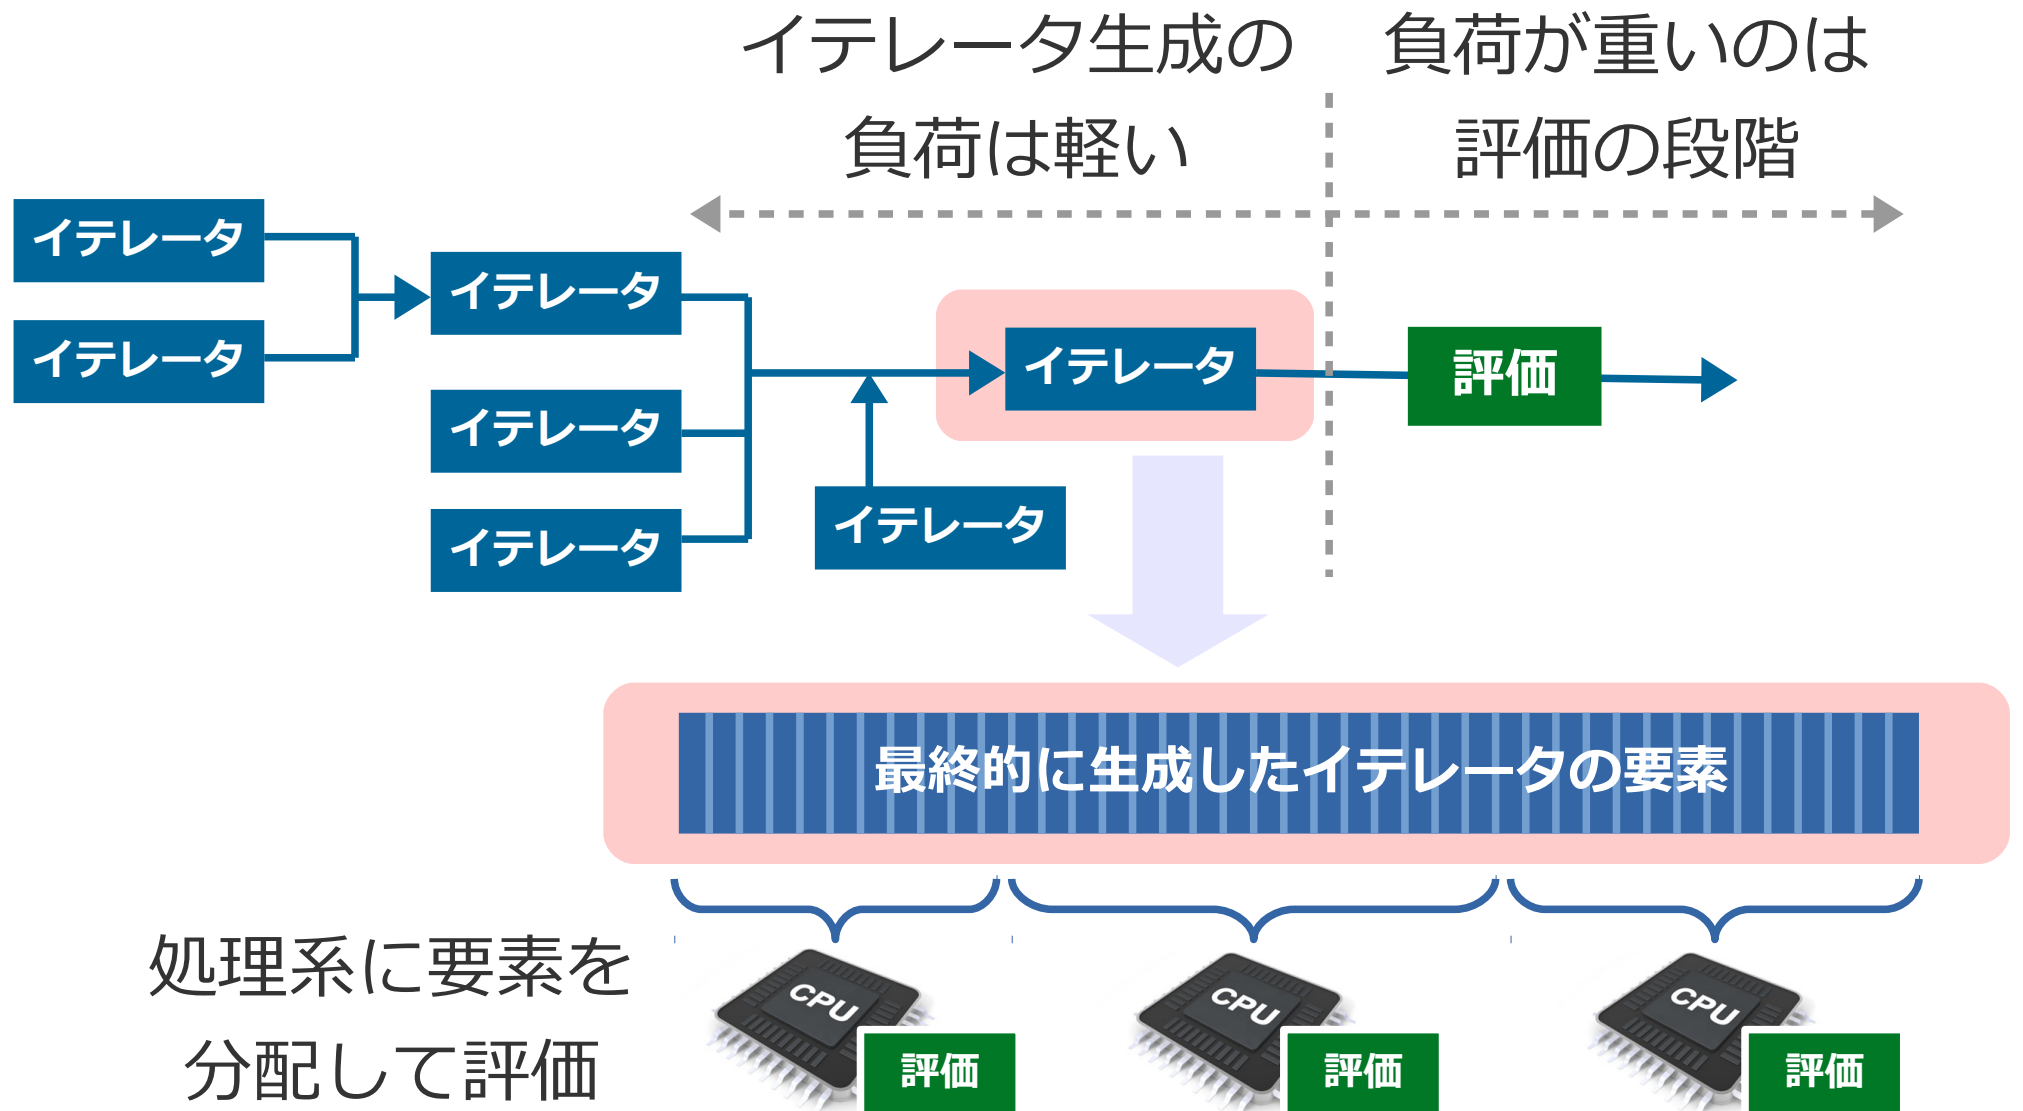 イテレータ生成の
負荷は軽い
負荷が重いのは
評価の段階
イテレータ
イテレータ
イテレータ
イテレータ
イテレータ
イテレータ
イテレータ
評価
最終的に生成したイテレータの要素
処理系に要素を
分配して評価
CPU
評価
CPU
評価
CPU
評価